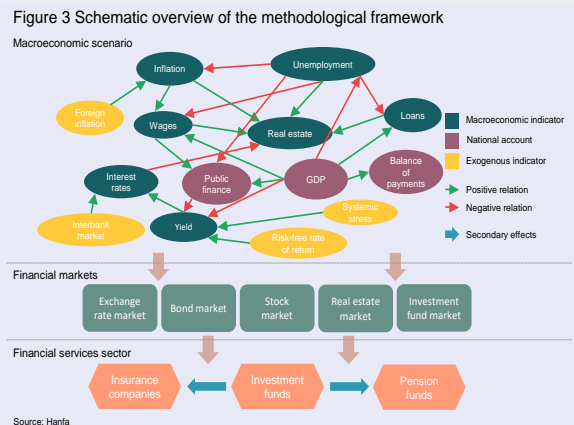 Figure 3 Schematic overview of the methodological framework
Macroeconomic scenario
Inflation
Unemployment
Foreign
inflation
Wages
Real estate
Loans
Macroeconomic indicator
National account
Exogenous indicator
Interest
rates
Public
finance
GDP
Balance
of
payments
Positive relation
Negative relation
Interbank
market
Yield
Systemic
stress
Risk-free rate
of return
Secondary effects
Financial markets
Exchange
rate market
Bond market
Stock
market
Real estate
market
Investment
fund market
Financial services sector
Insurance
companies
Investment
funds
Pension
funds
Source: Hanfa